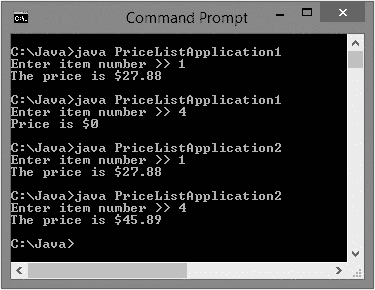 Command Prompt
C:\Java>java PriceListApplication1
Enter item number >> 1
The price is $27.88
C:\Java>java PriceListApplication1
Enter item number >> 4
Price is $0
C:\Java>java PriceListApplication2
Enter item number >> 1
The price is $27.88
C:\Java>java PriceListApplication2
Enter item number >> 4
The price is $45.89
C:\Java>